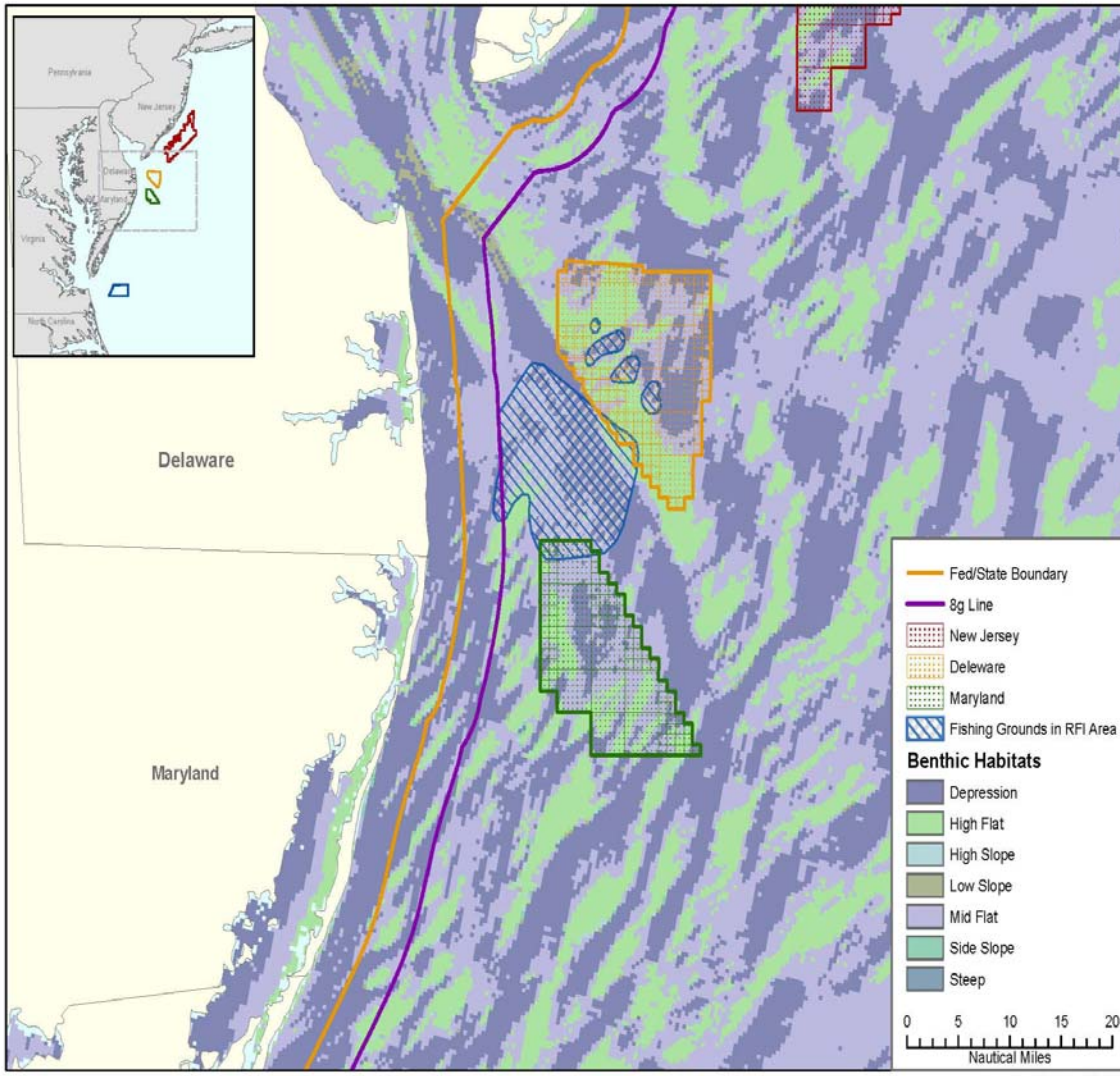 Pennsylvania
New Jersey
Delaware
Maryland
Virginia
North Carolina
Delaware
Maryland
Fed/State Boundary
8g Line
New Jersey
Deleware
Maryland
Fishing Grounds in RFI Area
Benthic Habitats
Depression
High Flat
High Slope
Low Slope
Mid Flat
Side Slope
Steep
0 5 10 15 20
Nautical Miles